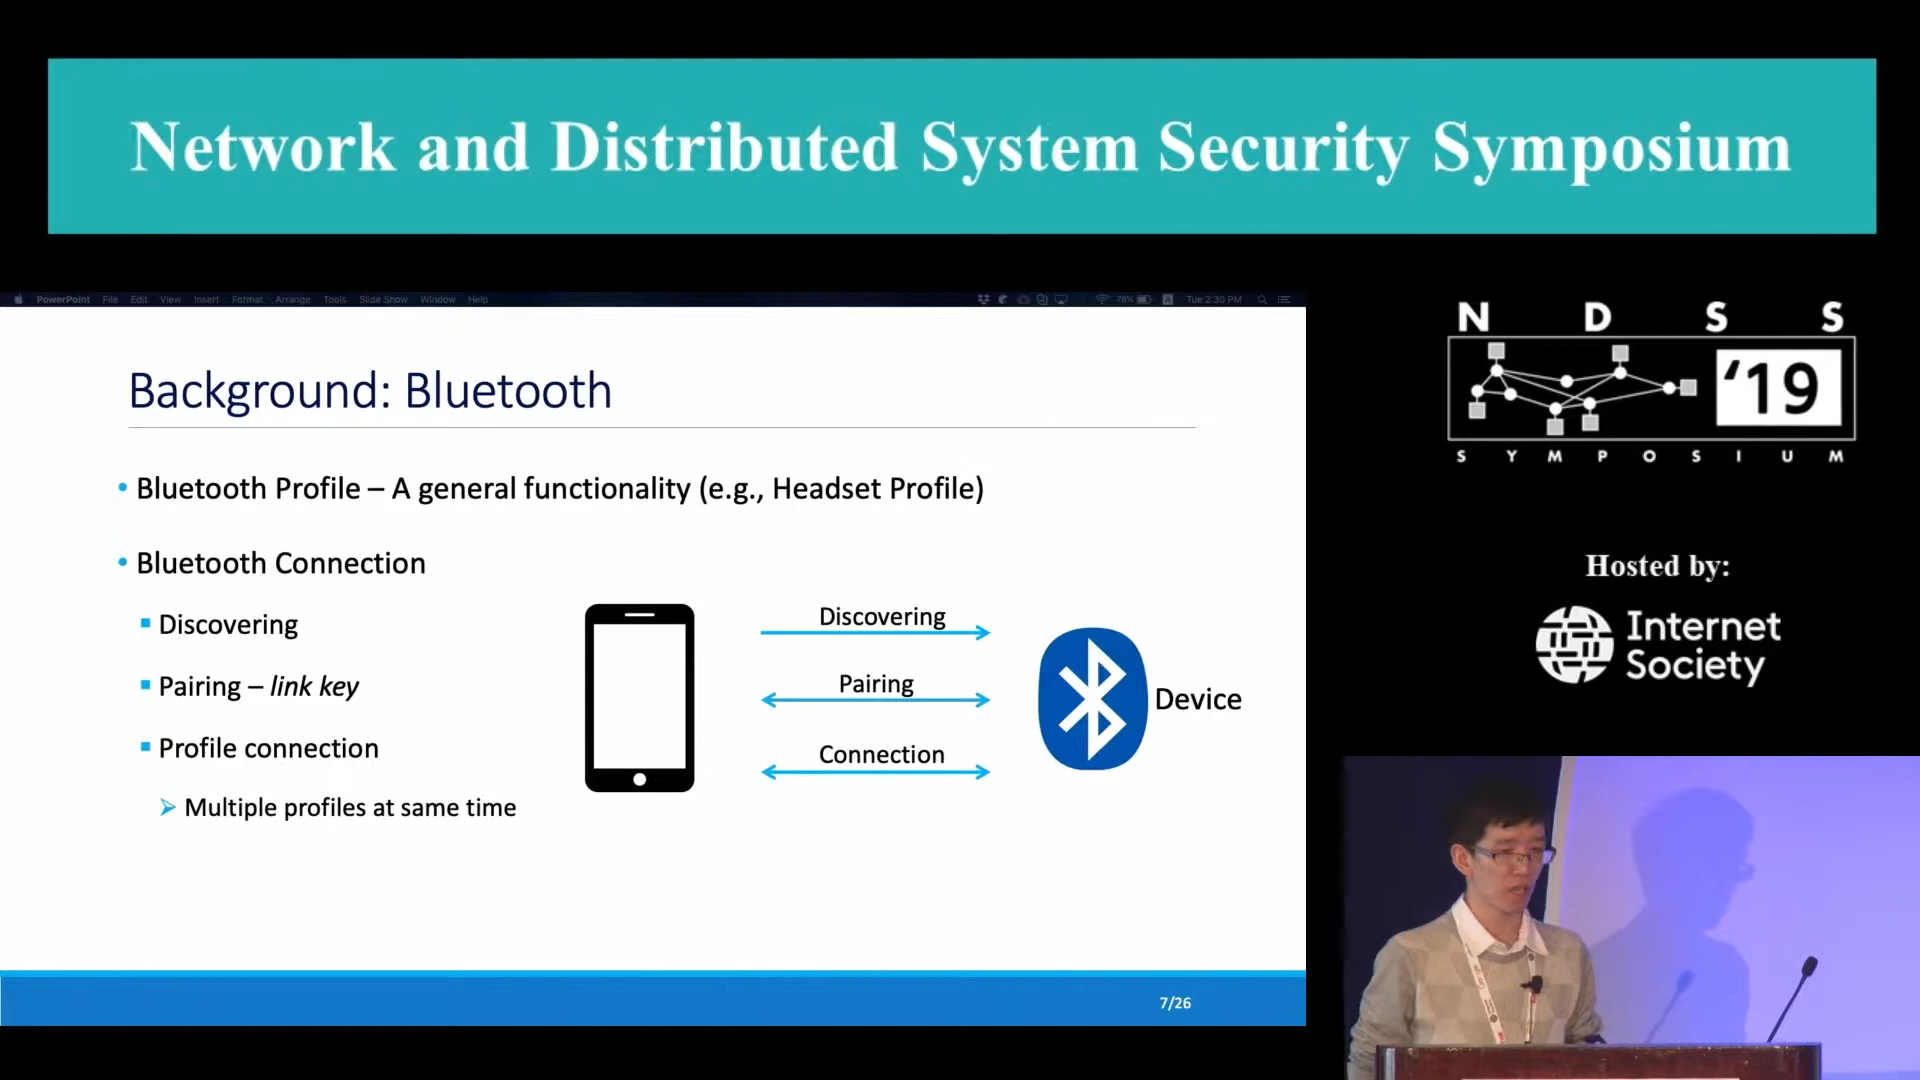 Network and Distributed System Security Symposium
PowerPoint File Edit View Insert Format Arrange Tools Slide Show Window Help 78% Tue 2:30 PM
N D S S
'19
S Y M P O S I U M
Hosted by:
Internet
Society
Background: Bluetooth
• Bluetooth Profile – A general functionality (e.g., Headset Profile)
• Bluetooth Connection
Discovering
Pairing – link key
Profile connection
Multiple profiles at same time
Discovering
Pairing
Connection
Device
7/26